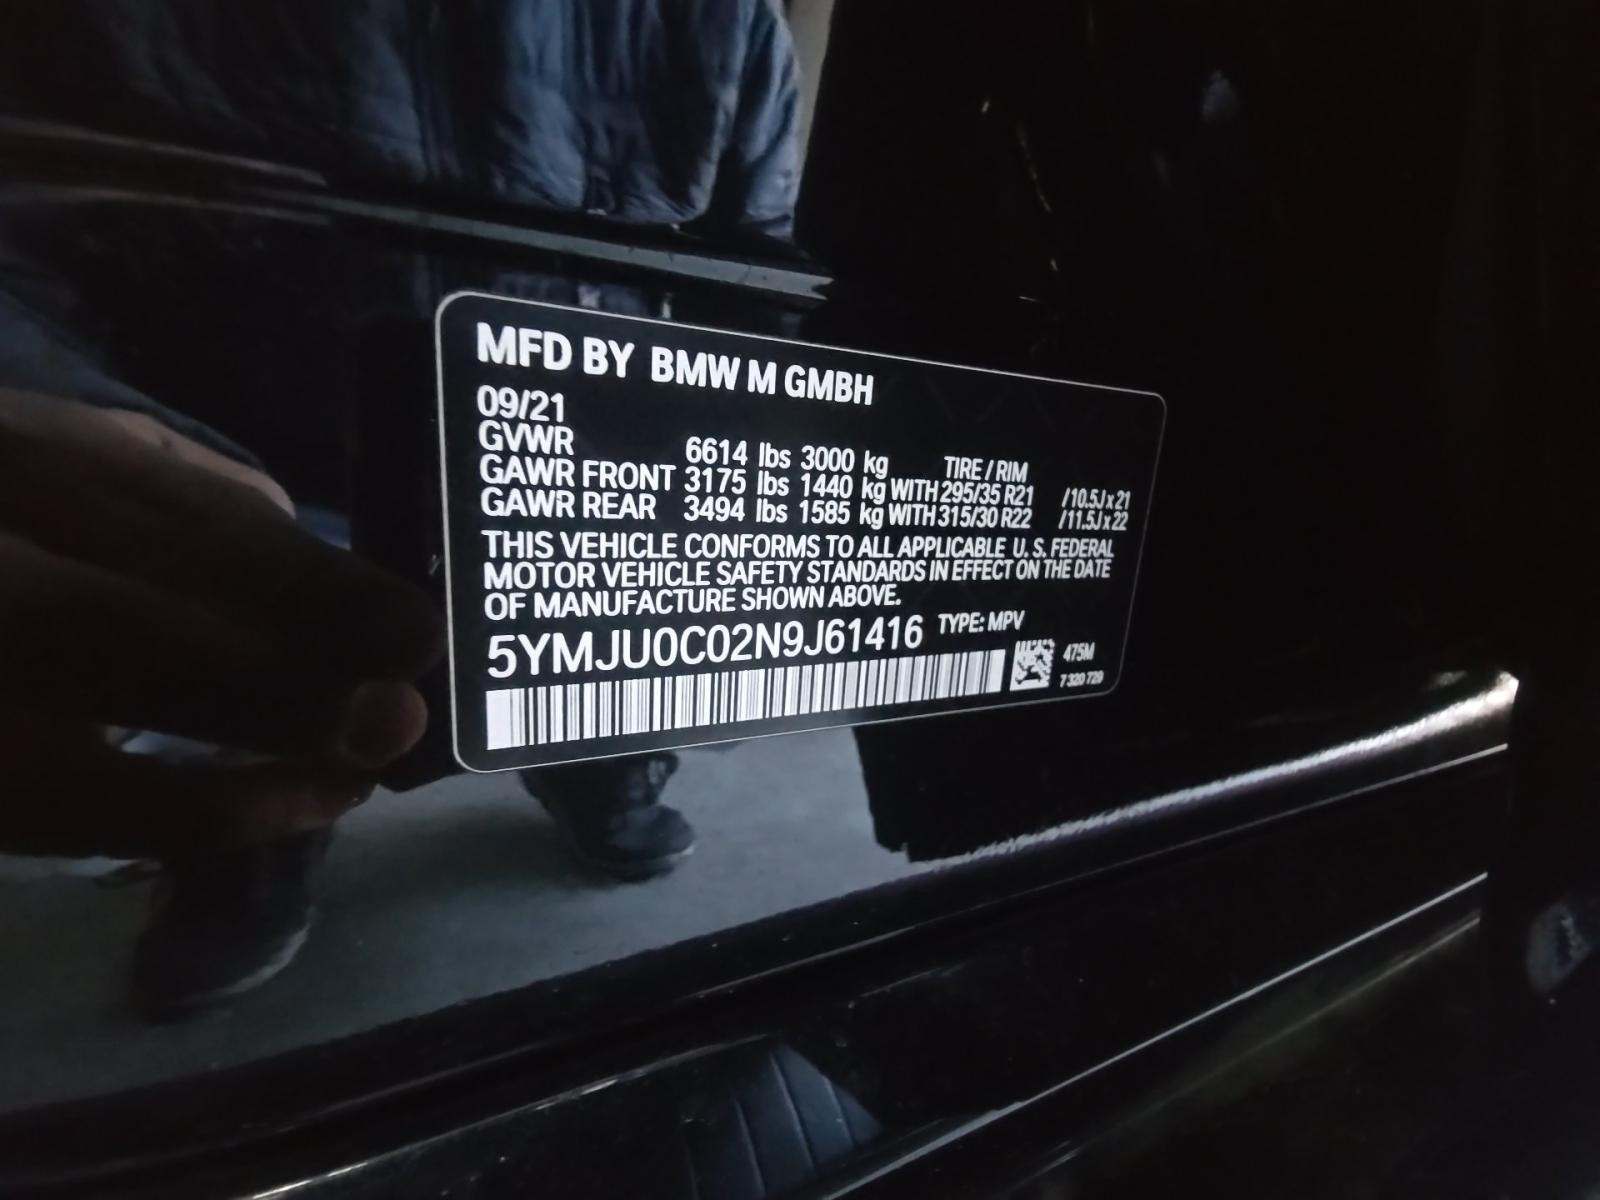 MFD BY BMW M GMBH
09/21
GVWR 6614 lbs 3000 kg TIRE / RIM
GAWR FRONT 3175 lbs 1440 kg WITH 295/35 R21 /10.5J x 21
GAWR REAR 3494 lbs 1585 kg WITH 315/30 R22 /11.5J x 22
THIS VEHICLE CONFORMS TO ALL APPLICABLE U. S. FEDERAL
MOTOR VEHICLE SAFETY STANDARDS IN EFFECT ON THE DATE
OF MANUFACTURE SHOWN ABOVE.
5YMJU0C02N9J61416 TYPE: MPV
475M
7 320 729